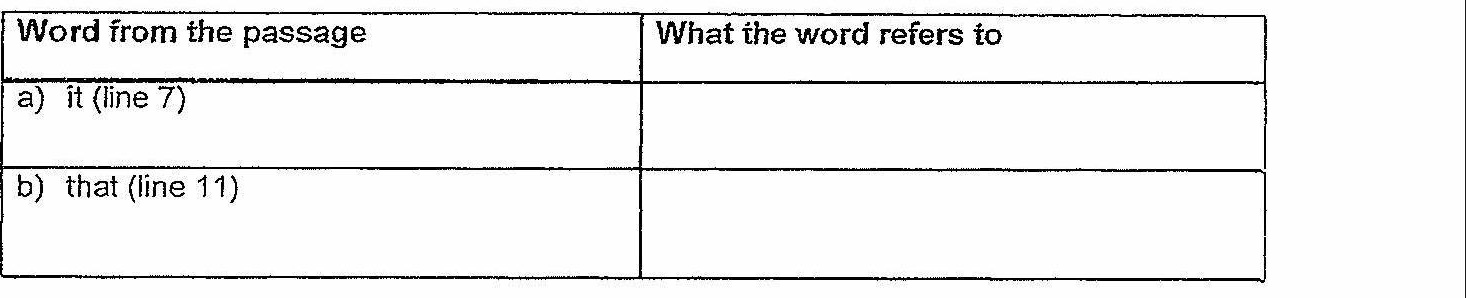 Word from the passage
What the word refers to
a) it (line 7)
b) that (line 11)